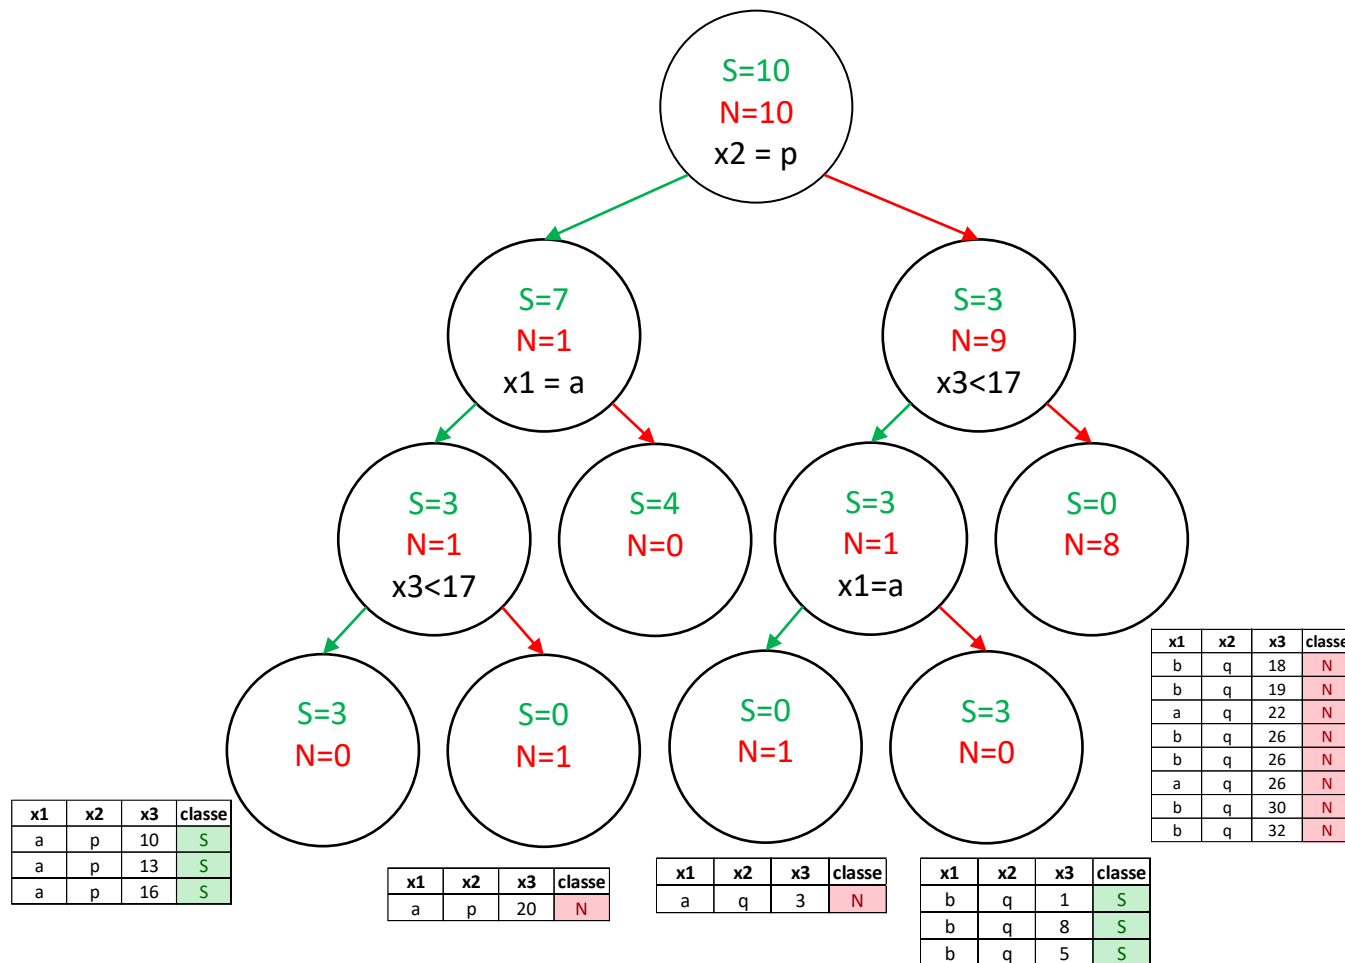 S=10
N=10
x2 = p
S=7
N=1
x1 = a
S=3
N=9
x3<17
S=3
N=1
x3<17
S=4
N=0
S=3
N=1
x1=a
S=0
N=8
S=3
N=0
S=0
N=1
S=0
N=1
S=3
N=0
x1 x2 x3 classe
b q 18 N
b q 19 N
a q 22 N
b q 26 N
b q 26 N
a q 26 N
b q 30 N
b q 32 N
x1 x2 x3 classe
a p 10 S
a p 13 S
a p 16 S
x1 x2 x3 classe
a p 20 N
x1 x2 x3 classe
a q 3 N
x1 x2 x3 classe
b q 1 S
b q 8 S
b q 5 S